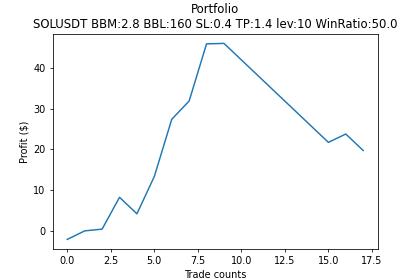 Portfolio
SOLUSDT BBM:2.8 BBL:160 SL:0.4 TP:1.4 lev:10 WinRatio:50.0
Profit ($)
40
30
20
10
0
0.0 2.5 5.0 7.5 10.0 12.5 15.0 17.5
Trade counts